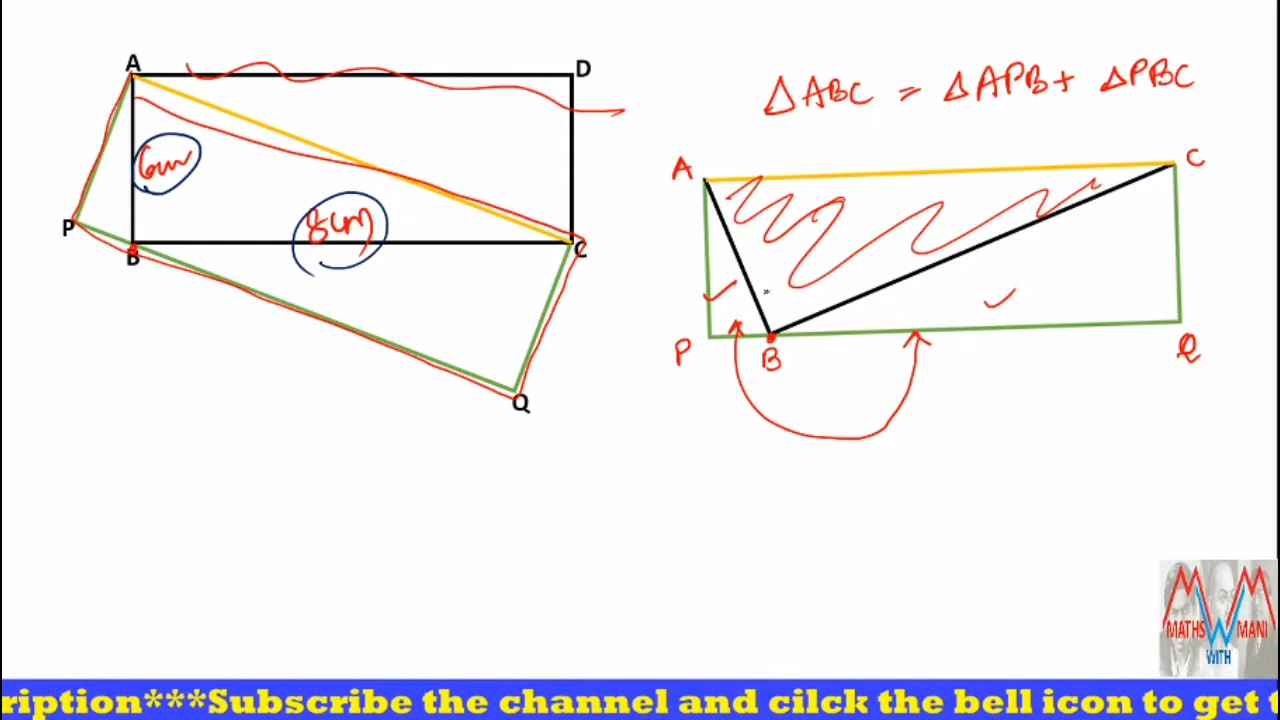 A
D
ΔABC = ΔAPB + ΔPBC
6cm
A
C
8cm
P
B
C
P
B
Q
Q
MATHS WITH MANI
ription***Subscribe the channel and cilck the bell icon to get t